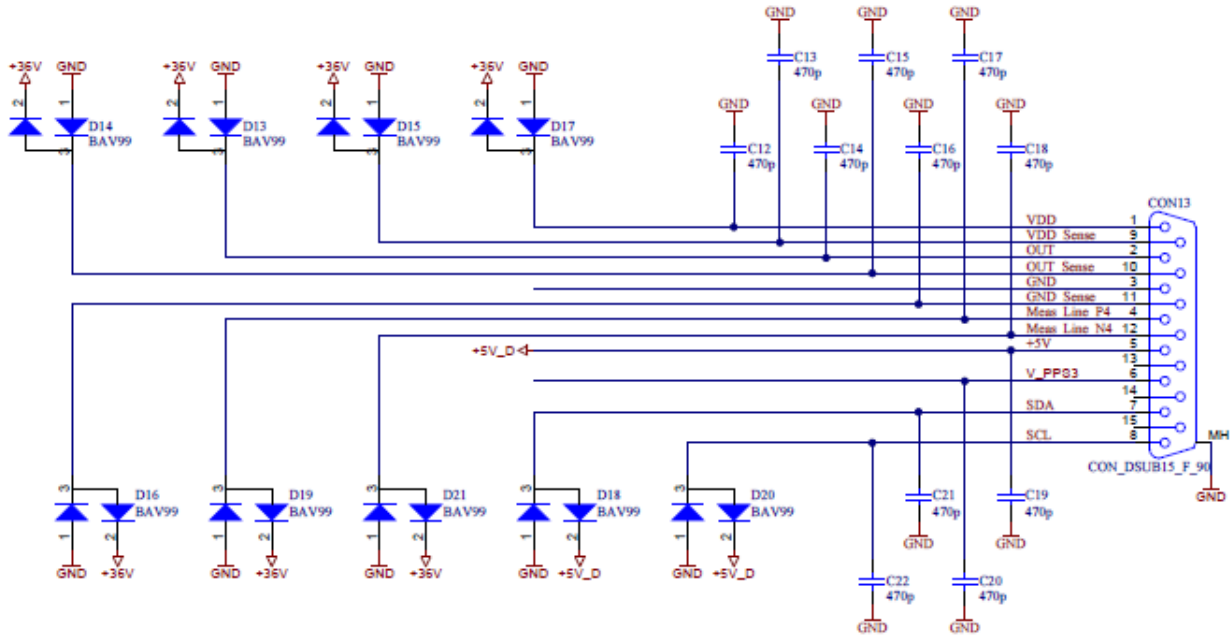 GND GND GND
+36V GND +36V GND +36V GND +36V GND
C13 C15 C17
470p 470p 470p
2 1 2 1 2 1 2 1
GND GND GND GND
D14 D13 D15 D17
BAV99 BAV99 BAV99 BAV99
3 3 3 3
C12 C14 C16 C18
470p 470p 470p 470p
CON13
VDD 1
VDD Sense 9
OUT 2
OUT Sense 10
GND 3
GND Sense 11
Meas Line P4 4
Meas Line N4 12
+5V_D +5V 5
13
V_PPS3 6
14
SDA 7
15
SCL 8
MH
CON_DSUB15_F_90
GND
3 3 3 3 3
D16 D19 D21 D18 D20
BAV99 BAV99 BAV99 BAV99 BAV99
C21 C19
470p 470p
1 2 1 2 1 2 1 2 1 2
GND GND
GND +36V GND +36V GND +36V GND +5V_D GND +5V_D
C22 C20
470p 470p
GND GND